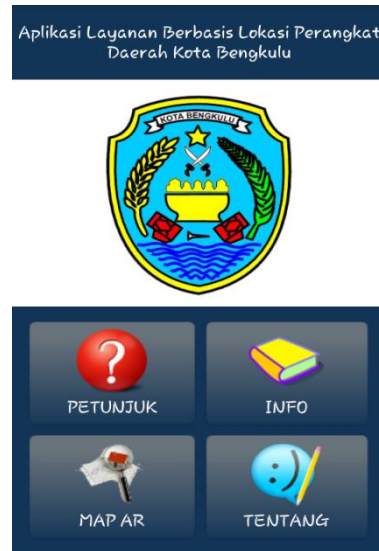 Aplikasi Layanan Berbasis Lokasi Perangkat
Daerah Kota Bengkulu
KOTA BENGKULU
PETUNJUK
INFO
MAP AR
TENTANG